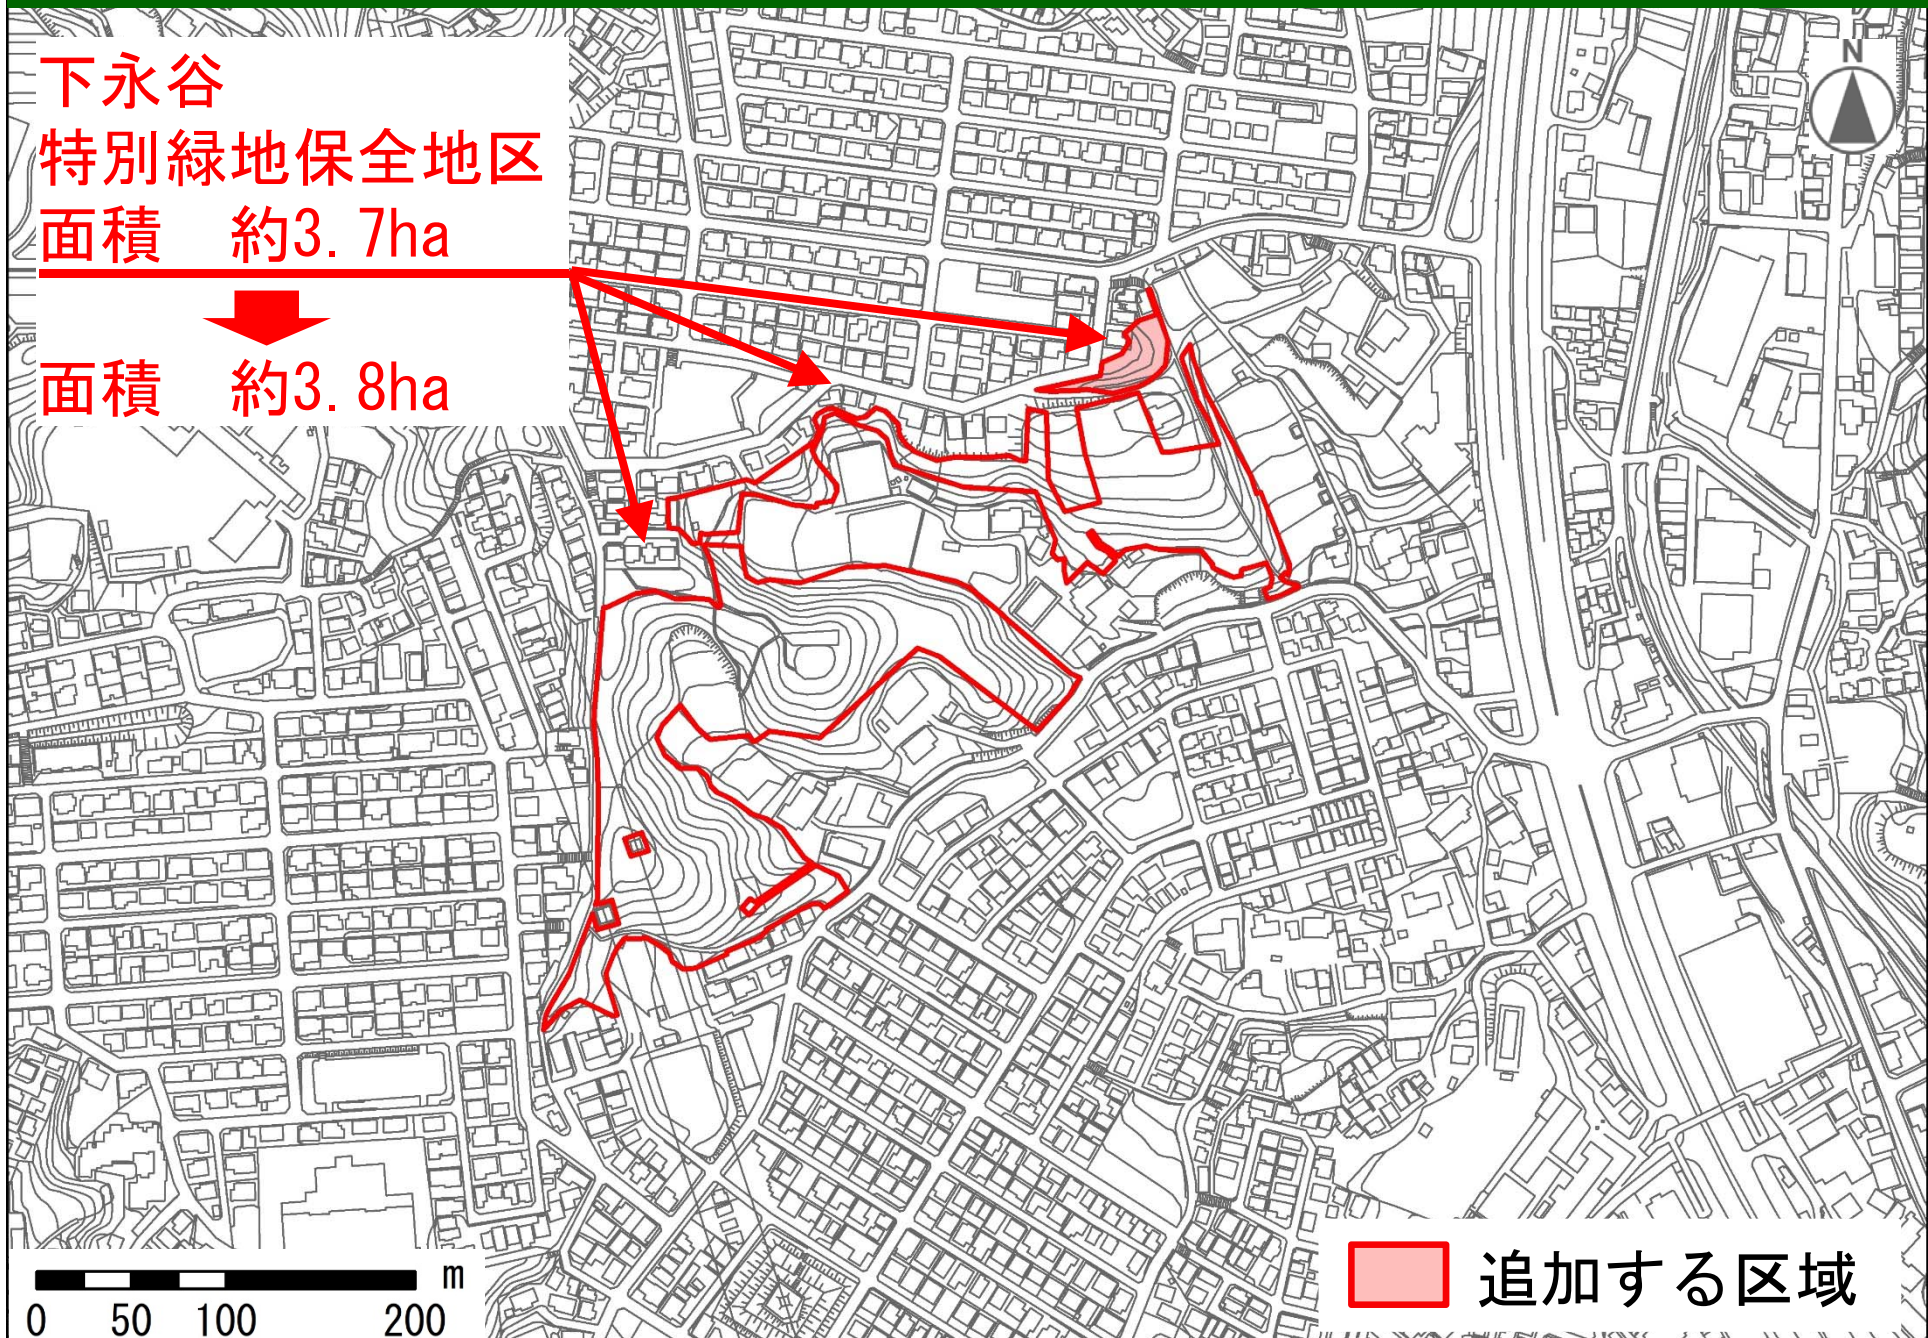 下永谷
特別緑地保全地区
面積　約3.7ha
面積　約3.8ha
N
m
0 50 100 200
追加する区域